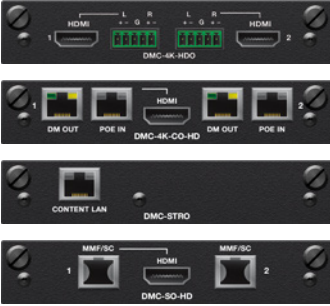 L R L R
HDMI + - G + - + - G + - HDMI
1 2
DMC-4K-HDO
1 HDMI 2
DM OUT POE IN DM OUT POE IN
DMC-4K-CO-HD
CONTENT LAN
DMC-STRO
MMF/SC HDMI MMF/SC
1 2
DMC-SO-HD